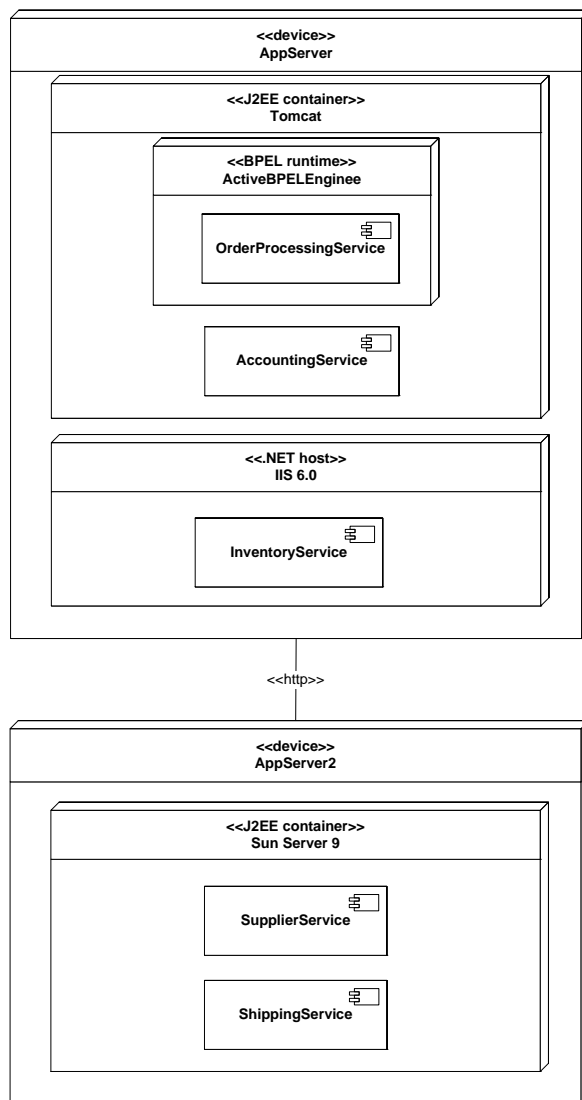 <<device>>
AppServer
<<J2EE container>>
Tomcat
<<BPEL runtime>>
ActiveBPELEnginee
OrderProcessingService
AccountingService
<<.NET host>>
IIS 6.0
InventoryService
<<http>>
<<device>>
AppServer2
<<J2EE container>>
Sun Server 9
SupplierService
ShippingService